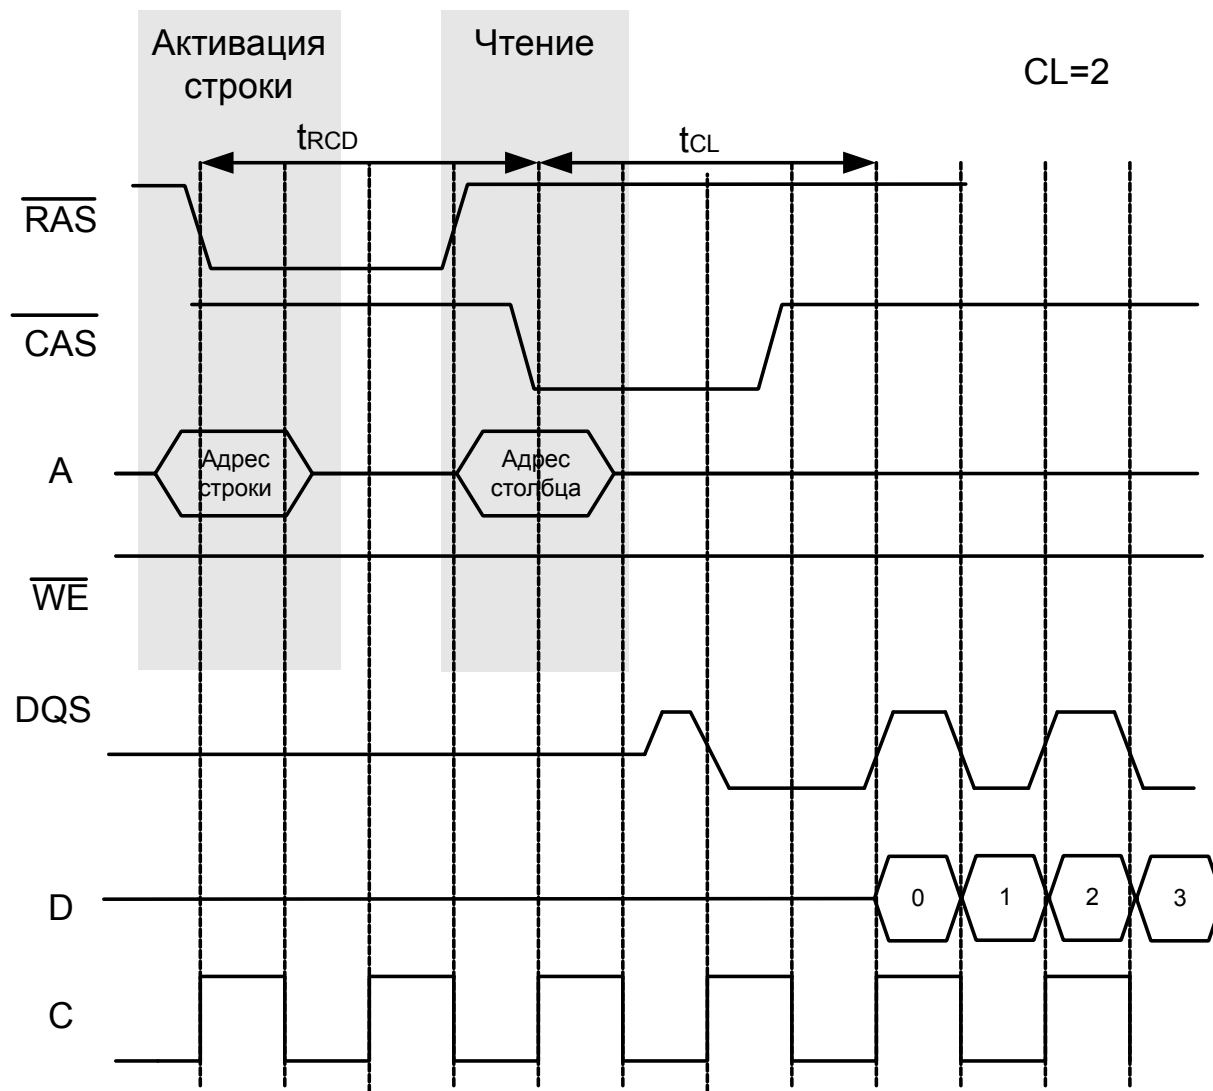 Активация
строки
Чтение
CL=2
tRCD
tCL
RAS
CAS
A
Адрес
строки
Адрес
столбца
WE
DQS
D
0
1
2
3
C